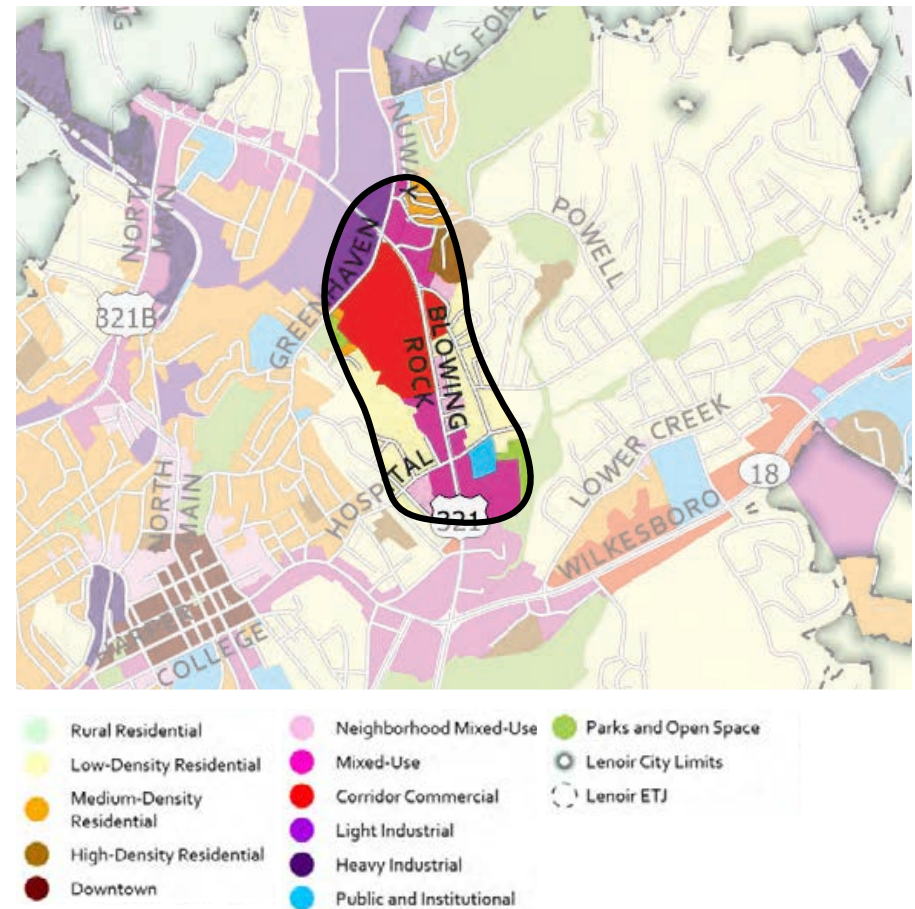 ZACKS FOR
NUWAY
NORTH
MAIN
POWELL
GREENHAVEN
321B
BLOWING
ROCK
LOWER CREEK
18
HOSPITAL
NORTH
MAIN
321
WILKESBORO
HARPER
COLLEGE
Rural Residential
Low-Density Residential
Medium-Density
Residential
High-Density Residential
Downtown
Neighborhood Mixed-Use
Mixed-Use
Corridor Commercial
Light Industrial
Heavy Industrial
Public and Institutional
Parks and Open Space
Lenoir City Limits
Lenoir ETJ